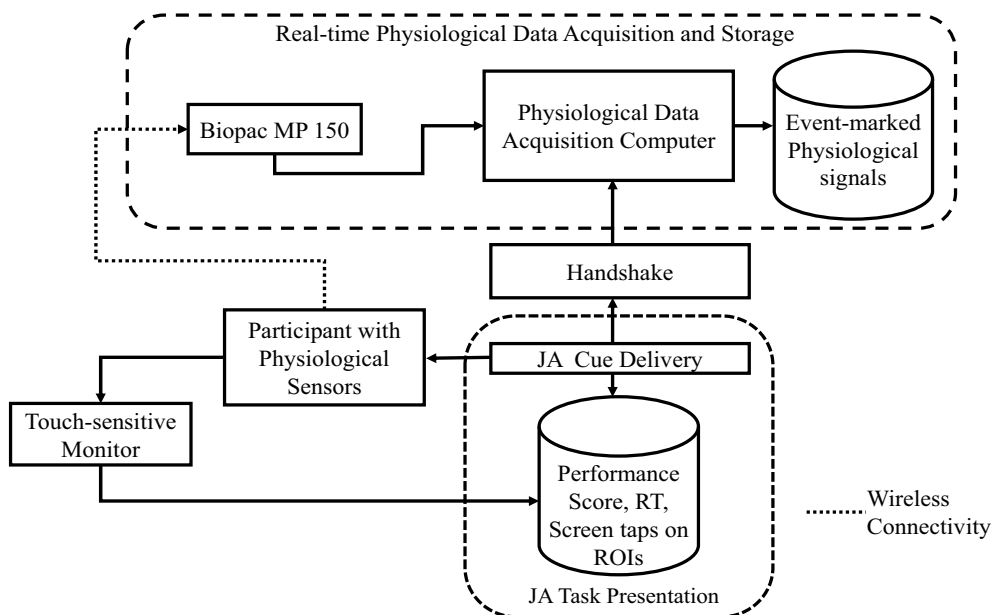 Real-time Physiological Data Acquisition and Storage
Biopac MP 150
Physiological Data
Acquisition Computer
Event-marked
Physiological
signals
Handshake
Participant with
Physiological
Sensors
JA Cue Delivery
Touch-sensitive
Monitor
Performance
Score, RT,
Screen taps on
ROIs
JA Task Presentation
Wireless
Connectivity